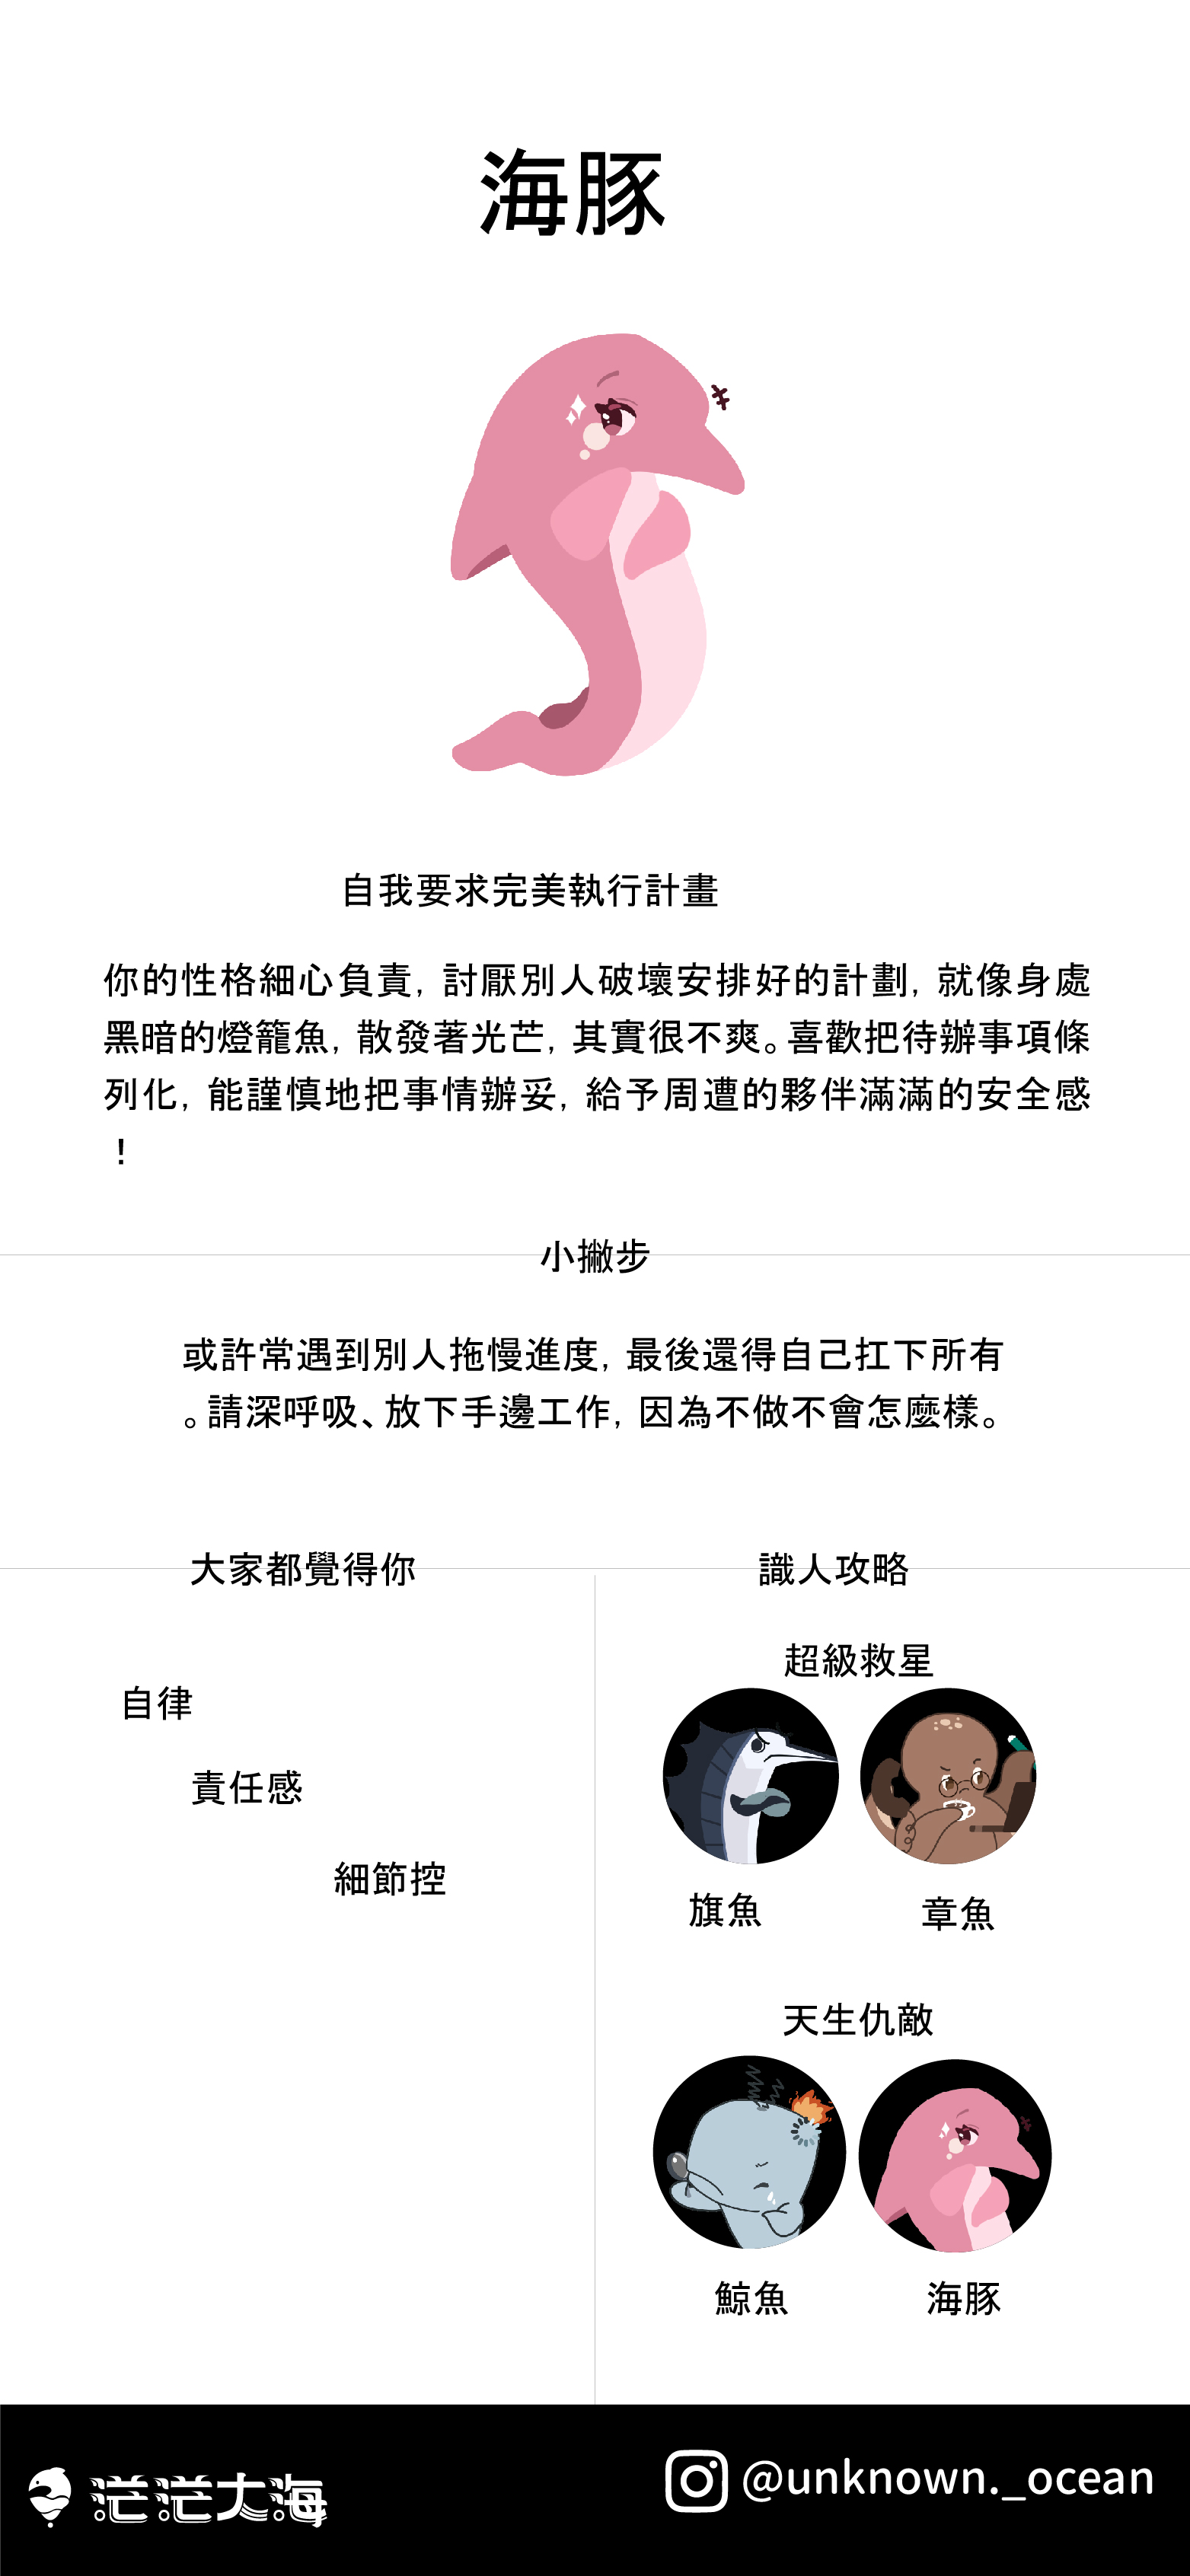 海豚
自我要求完美執行計畫
你的性格細心負責，討厭別人破壞安排好的計劃，就像身處
黑暗的燈籠魚，散發著光芒，其實很不爽。喜歡把待辦事項條
列化，能謹慎地把事情辦妥，給予周遭的夥伴滿滿的安全感
！
小撇步
或許常遇到別人拖慢進度，最後還得自己扛下所有
。請深呼吸、放下手邊工作，因為不做不會怎麼樣。
大家都覺得你
自律
責任感
細節控
識人攻略
超級救星
旗魚
章魚
天生仇敵
鯨魚
海豚
茫茫大海
@unknown._ocean